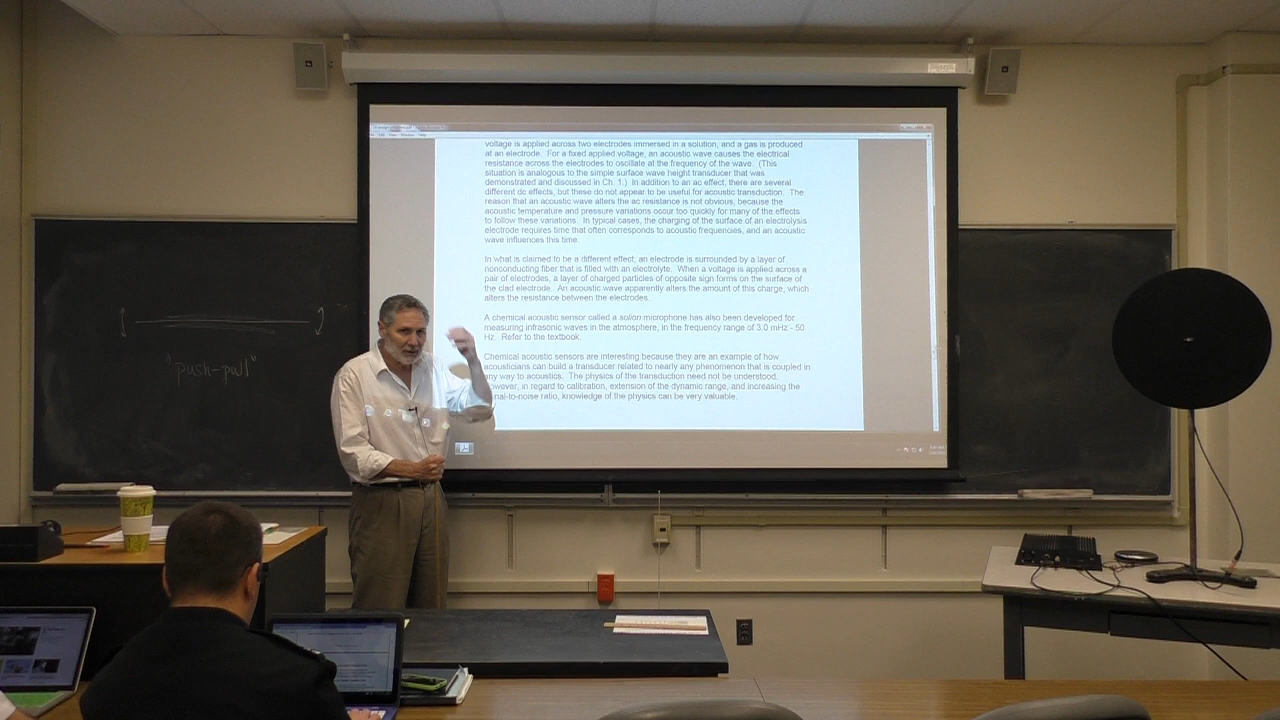 voltage is applied across two electrodes immersed in a solution, and a gas is produced
at an electrode. For a fixed applied voltage, an acoustic wave causes the electrical
resistance across the electrodes to oscillate at the frequency of the wave. (This
situation is analogous to the simple surface wave height transducer that was
demonstrated and discussed in Ch. 1.) In addition to an ac effect, there are several
different dc effects, but these do not appear to be useful for acoustic transduction. The
reason that an acoustic wave alters the ac resistance is not obvious, because the
acoustic temperature and pressure variations occur too quickly for many of the effects
to follow these variations. In typical cases, the charging of the surface of an electrolysis
electrode requires time that often corresponds to acoustic frequencies, and an acoustic
wave influences this time.
In what is claimed to be a different effect, an electrode is surrounded by a layer of
nonconducting fiber that is filled with an electrolyte. When a voltage is applied across a
pair of electrodes, a layer of charged particles of opposite sign forms on the surface of
the clad electrode. An acoustic wave apparently alters the amount of this charge, which
alters the resistance between the electrodes.
A chemical acoustic sensor called a solion microphone has also been developed for
measuring infrasonic waves in the atmosphere, in the frequency range of 3.0 mHz - 50
Hz. Refer to the textbook.
Chemical acoustic sensors are interesting because they are an example of how
acousticians can build a transducer related to nearly any phenomenon that is coupled in
any way to acoustics. The physics of the transduction need not be understood.
However, in regard to calibration, extension of the dynamic range, and increasing the
nal-to-noise ratio, knowledge of the physics can be very valuable.
"push-pull"